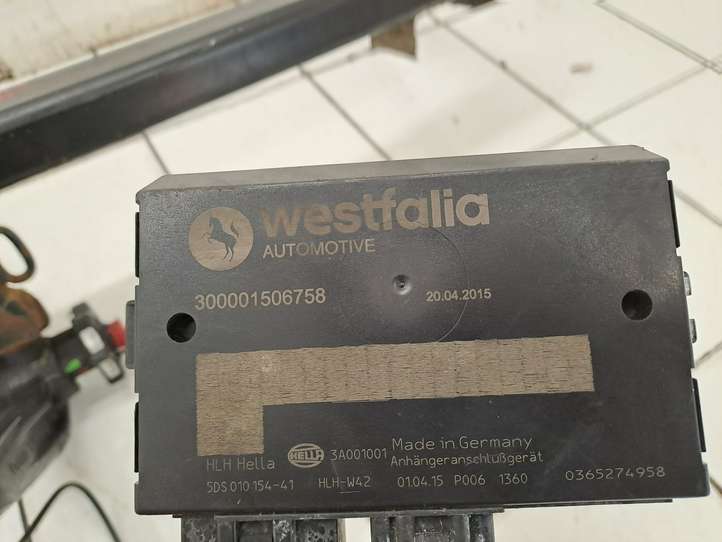 westfalia
AUTOMOTIVE
300001506758
20.04.2015
HLH Hella HELLA 3A001001 Made in Germany
Anhängeranschlußgerät
5DS 010 154-41 HLH-W42 01.04.15 P006 1360 0365274958